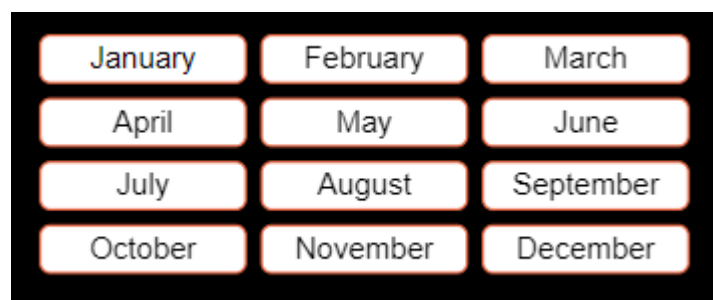 January February March
April May June
July August September
October November December